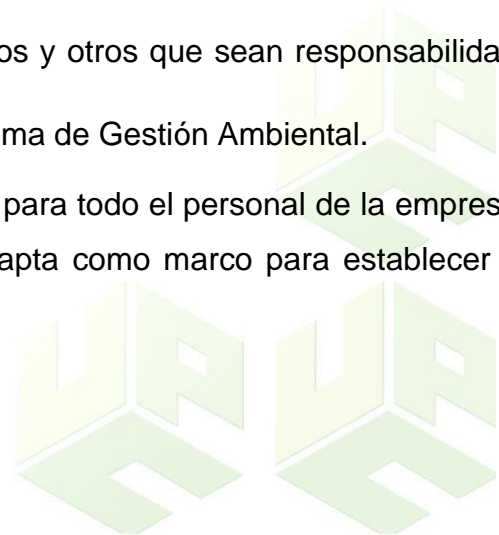 os y otros que sean responsabilida
ma de Gestión Ambiental.
para todo el personal de la empres
apta como marco para establecer